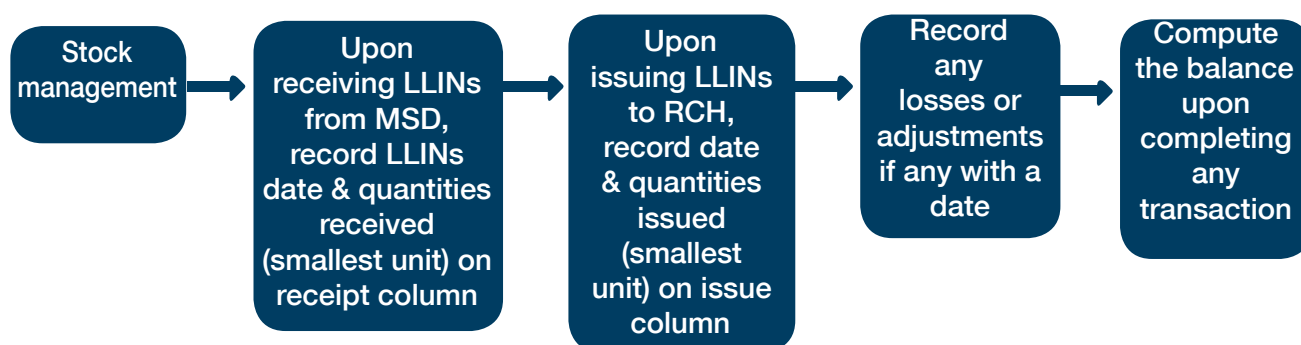 Stock
management
Upon
receiving LLINs
from MSD,
record LLINs
date & quantities
received
(smallest unit) on
receipt column
Upon
issuing LLINs
to RCH,
record date
& quantities
issued
(smallest
unit) on issue
column
Record
any
losses or
adjustments
if any with a
date
Compute
the balance
upon
completing
any
transaction